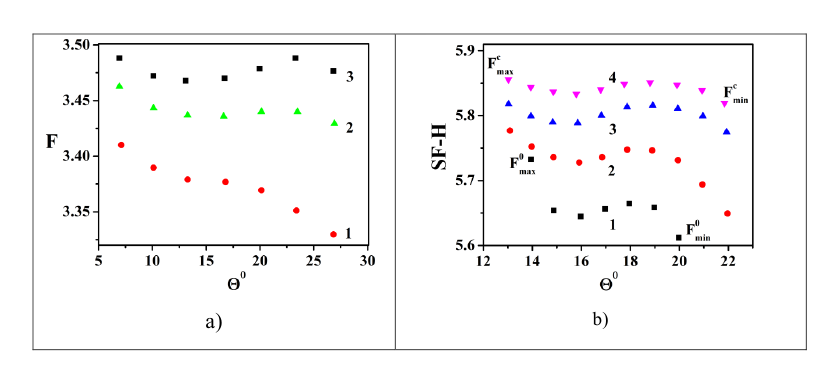 3.50
3.45
3.40
3.35
F
3
2
1
5 10 15 20 25 30
Θ⁰
a)
5.9
5.8
5.7
5.6
SF-H
Fᶜmax
4
Fᶜmin
3
F⁰max
2
1
F⁰min
12 14 16 18 20 22
Θ⁰
b)